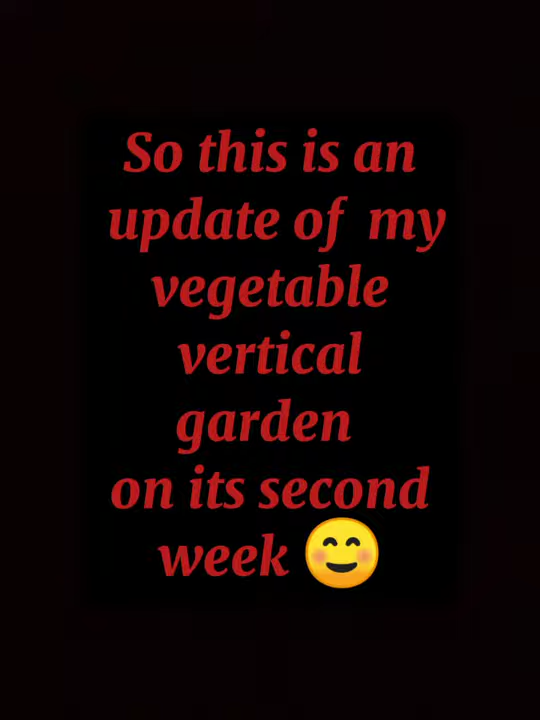 So this is an
update of my
vegetable
vertical
garden
on its second
week 😊